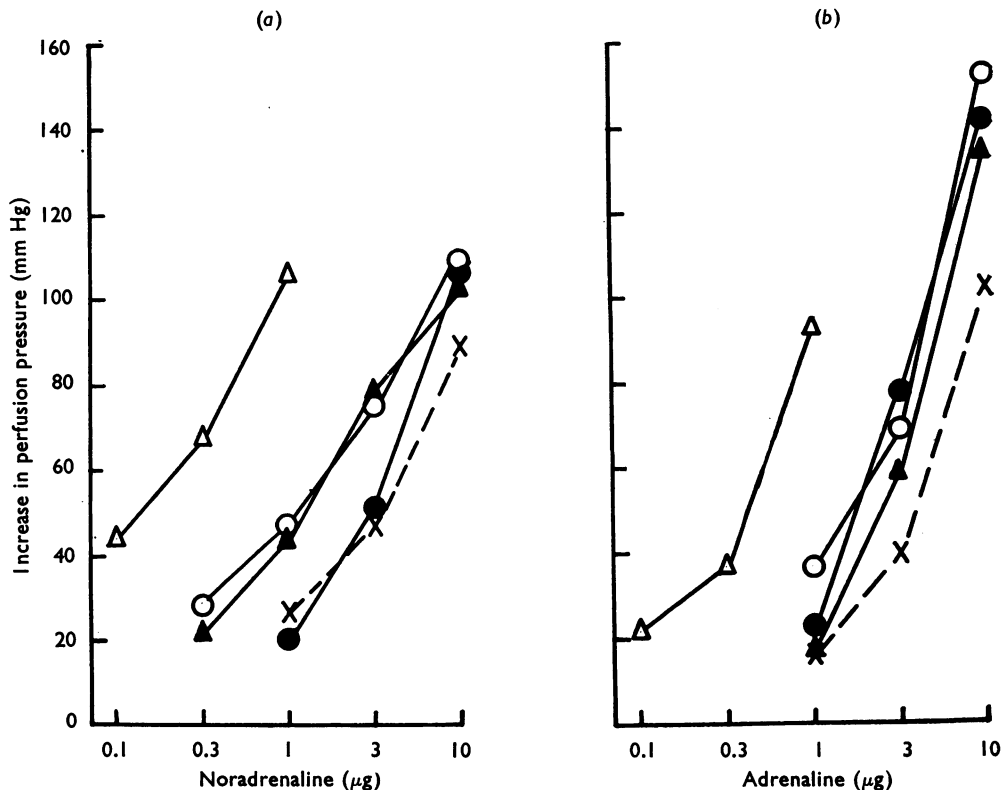 (a)
(b)
Increase in perfusion pressure (mm Hg)
160
140
120
100
80
60
40
20
0
0.1 0.3 1 3 10
Noradrenaline (μg)
0.1 0.3 1 3 10
Adrenaline (μg)